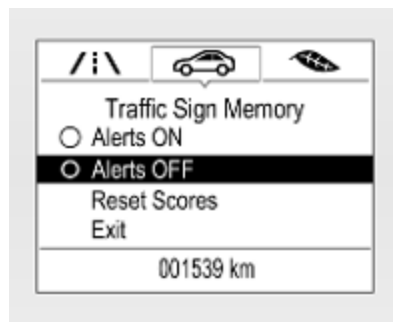 Traffic Sign Memory
Alerts ON
Alerts OFF
Reset Scores
Exit
001539 km